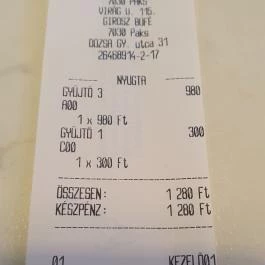 7030 PAKS
VIRÁG U. 115.
GIROSZ BÜFÉ
7030 Paks
DÓZSA GY. utca 31
26468914-2-17
NYUGTA
GYŰJTŐ 3 980
A00
1 x 980 Ft
GYŰJTŐ 1 300
C00
1 x 300 Ft
ÖSSZESEN: 1 280 Ft
KÉSZPÉNZ: 1 280 Ft
01 KEZELŐ01